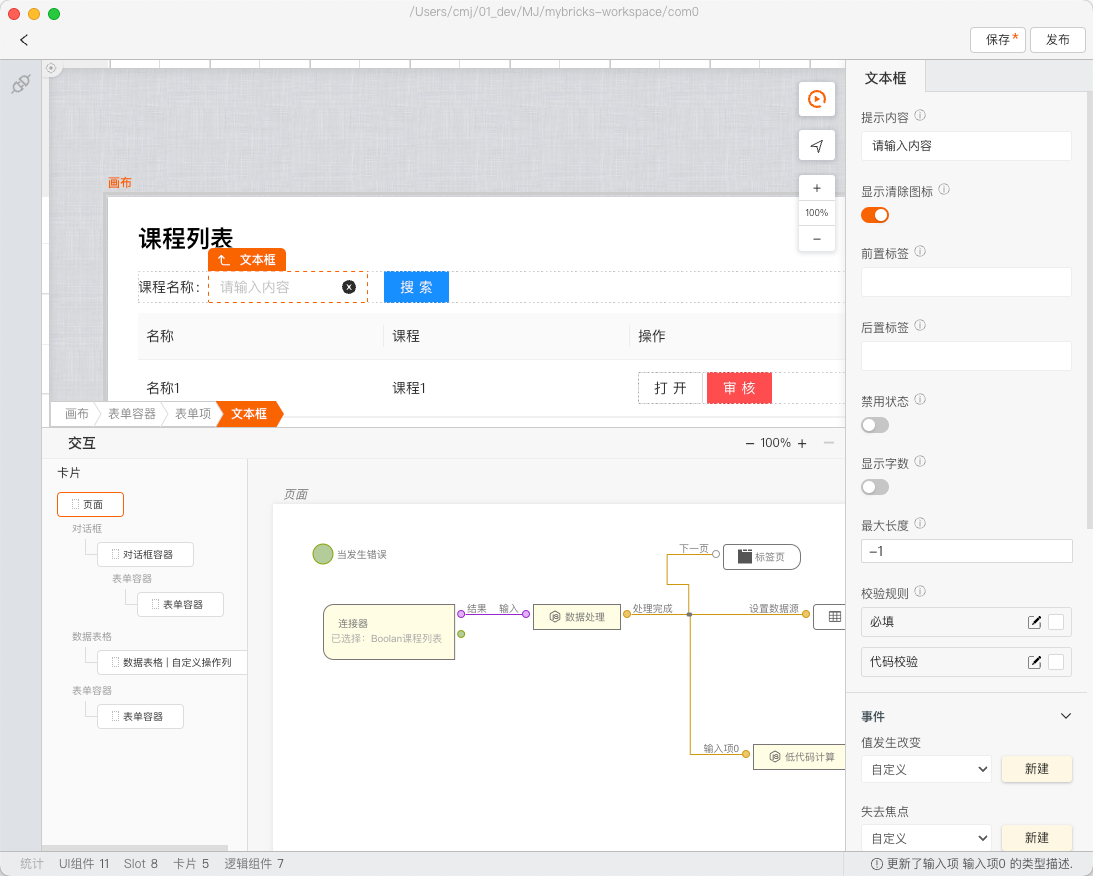 /Users/cmj/01_dev/MJ/mybricks-workspace/com0
保存*
发布
画布
课程列表
文本框
课程名称:
请输入内容
搜 索
名称
课程
操作
名称1
课程1
打 开
审 核
+
100%
−
画布
表单容器
表单项
文本框
交互
− 100% +
卡片
页面
对话框
对话框容器
表单容器
表单容器
数据表格
数据表格 | 自定义操作列
表单容器
表单容器
页面
当发生错误
下一页
标签页
连接器
已选择：Boolan课程列表
结果
输入
数据处理
处理完成
设置数据源
输入项0
低代码计算
文本框
提示内容
请输入内容
显示清除图标
前置标签
后置标签
禁用状态
显示字数
最大长度
−1
校验规则
必填
代码校验
事件
值发生改变
自定义
新建
失去焦点
自定义
新建
统计
UI组件 11
Slot 8
卡片 5
逻辑组件 7
更新了输入项 输入项0 的类型描述.